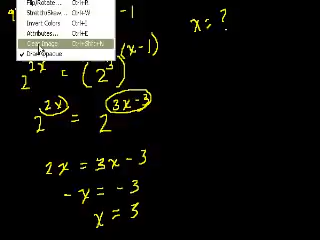 Flip/Rotate... Ctrl+R
Stretch/Skew... Ctrl+W
Invert Colors Ctrl+I
Attributes... Ctrl+E
Clear Image Ctrl+Shft+N
Draw Opaque
- 1
x = ?
2^{2x} = (2^3)^{(x-1)}
2^{(2x)} = 2^{(3x-3)}
2x = 3x - 3
-x = -3
x = 3